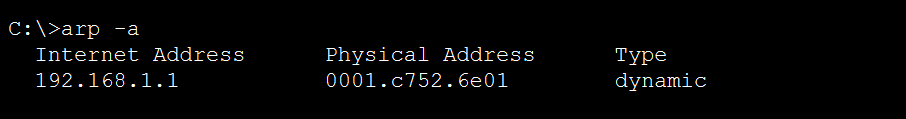 C:\>arp -a
Internet Address Physical Address Type
192.168.1.1 0001.c752.6e01 dynamic